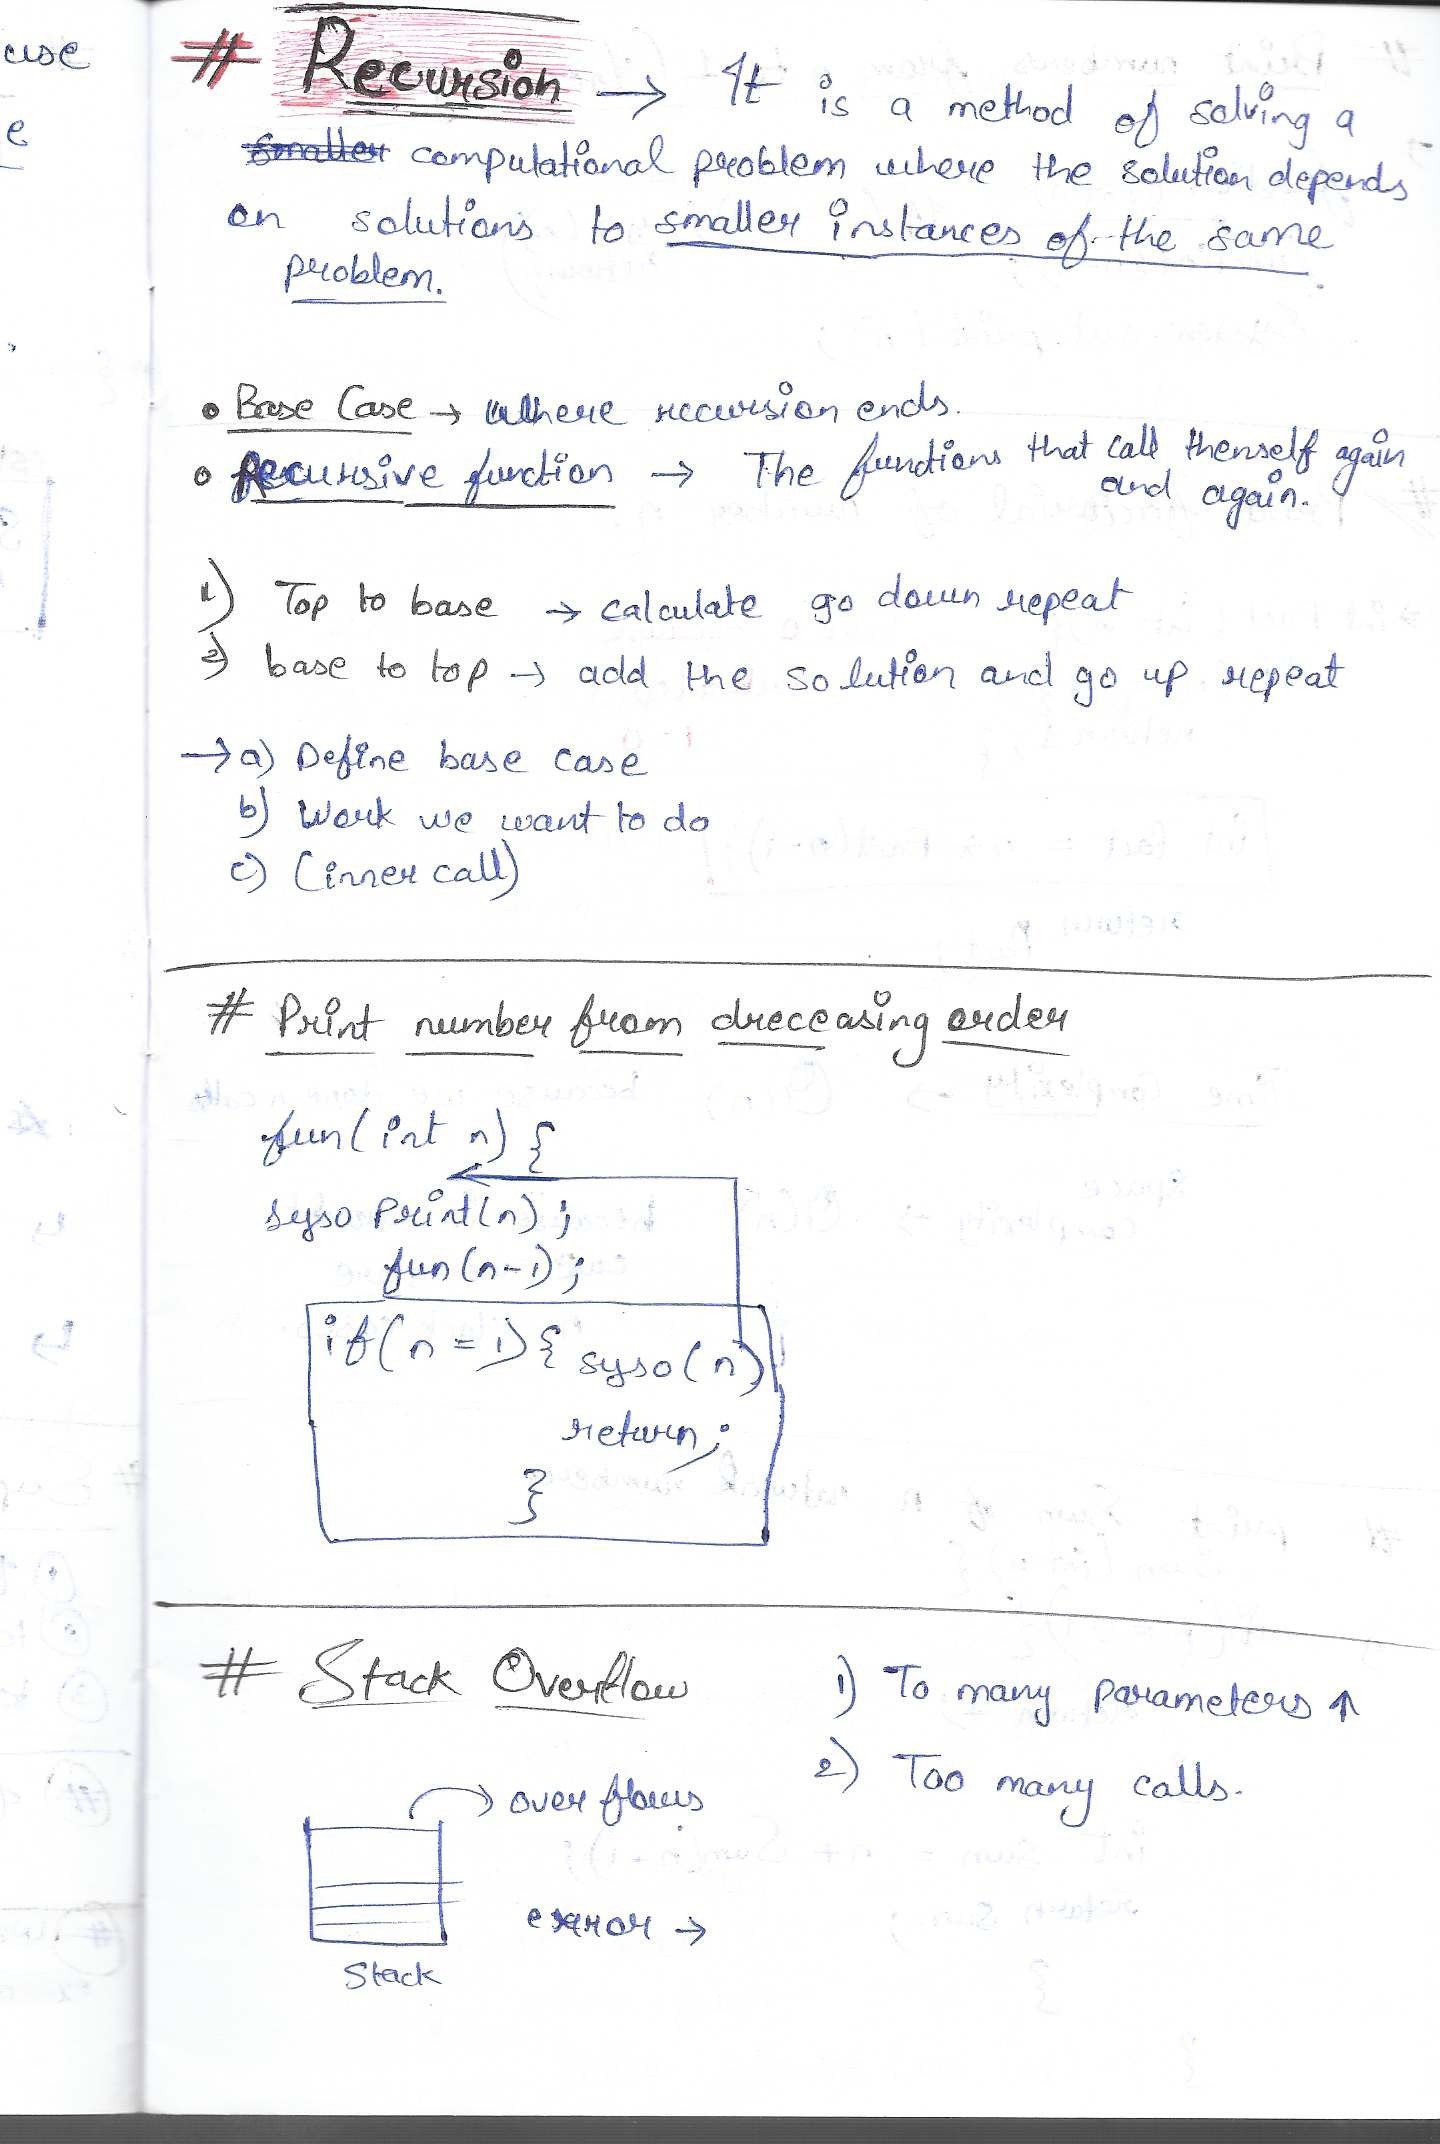 use
e
# Recursion → It is a method of solving a
smaller computational problem where the solution depends
on solutions to smaller instances of the same
problem.
• Base Case → Where recursion ends.
• Recursive function → The functions that call themself again
and again.
1) Top to base → calculate go down repeat
2) base to top → add the solution and go up repeat
→ a) Define base case
b) Work we want to do
c) (inner call)
# Print number from dreceasing order
fun(int n) {
syso Print(n);
fun(n-1);
if(n = 1) { syso(n)
return;
}
# Stack Overflow
1) To many parameters ↑
2) Too many calls.
over flows
error →
Stack